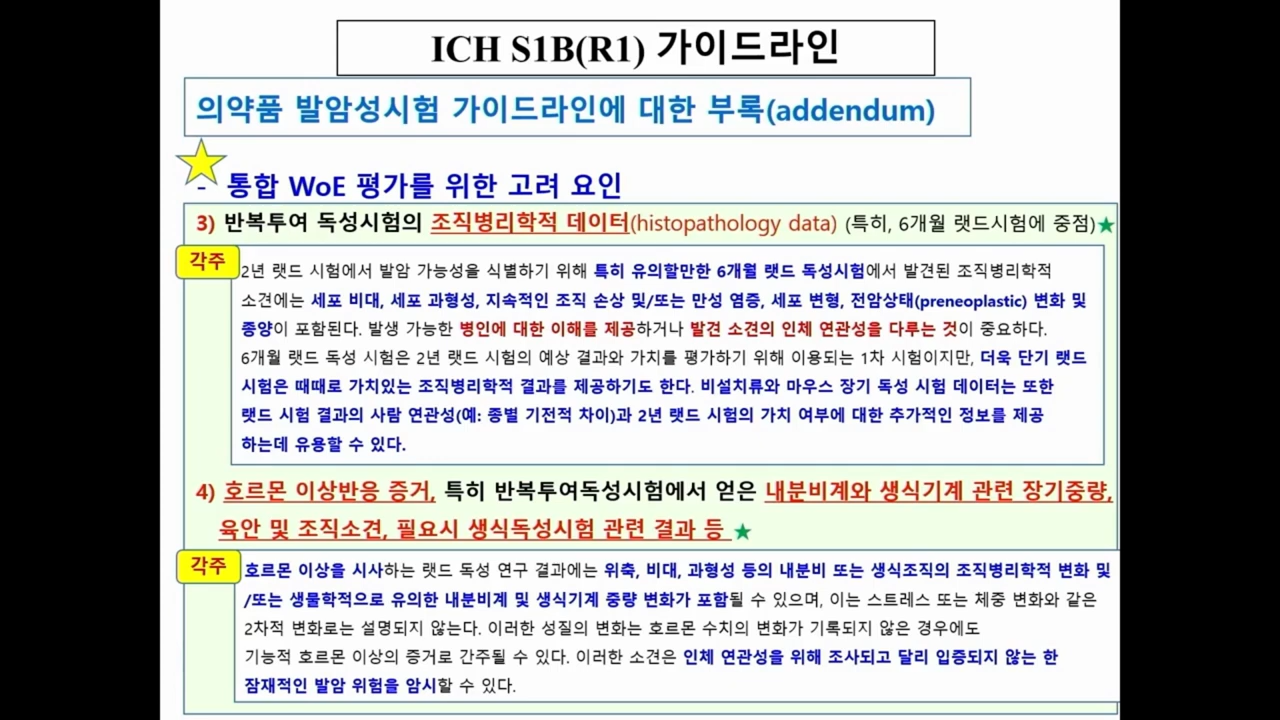 ICH S1B(R1) 가이드라인
의약품 발암성시험 가이드라인에 대한 부록(addendum)
- 통합 WoE 평가를 위한 고려 요인
3) 반복투여 독성시험의 조직병리학적 데이터(histopathology data) (특히, 6개월 랫드시험에 중점)★
각주
2년 랫드 시험에서 발암 가능성을 식별하기 위해 특히 유의할만한 6개월 랫드 독성시험에서 발견된 조직병리학적
소견에는 세포 비대, 세포 과형성, 지속적인 조직 손상 및/또는 만성 염증, 세포 변형, 전암상태(preneoplastic) 변화 및
종양이 포함된다. 발생 가능한 병인에 대한 이해를 제공하거나 발견 소견의 인체 연관성을 다루는 것이 중요하다.
6개월 랫드 독성 시험은 2년 랫드 시험의 예상 결과와 가치를 평가하기 위해 이용되는 1차 시험이지만, 더욱 단기 랫드
시험은 때때로 가치있는 조직병리학적 결과를 제공하기도 한다. 비설치류와 마우스 장기 독성 시험 데이터는 또한
랫드 시험 결과의 사람 연관성(예: 종별 기전적 차이)과 2년 랫드 시험의 가치 여부에 대한 추가적인 정보를 제공
하는데 유용할 수 있다.
4) 호르몬 이상반응 증거, 특히 반복투여독성시험에서 얻은 내분비계와 생식기계 관련 장기중량,
육안 및 조직소견, 필요시 생식독성시험 관련 결과 등 ★
각주
호르몬 이상을 시사하는 랫드 독성 연구 결과에는 위축, 비대, 과형성 등의 내분비 또는 생식조직의 조직병리학적 변화 및
/또는 생물학적으로 유의한 내분비계 및 생식기계 중량 변화가 포함될 수 있으며, 이는 스트레스 또는 체중 변화와 같은
2차적 변화로는 설명되지 않는다. 이러한 성질의 변화는 호르몬 수치의 변화가 기록되지 않은 경우에도
기능적 호르몬 이상의 증거로 간주될 수 있다. 이러한 소견은 인체 연관성을 위해 조사되고 달리 입증되지 않는 한
잠재적인 발암 위험을 암시할 수 있다.